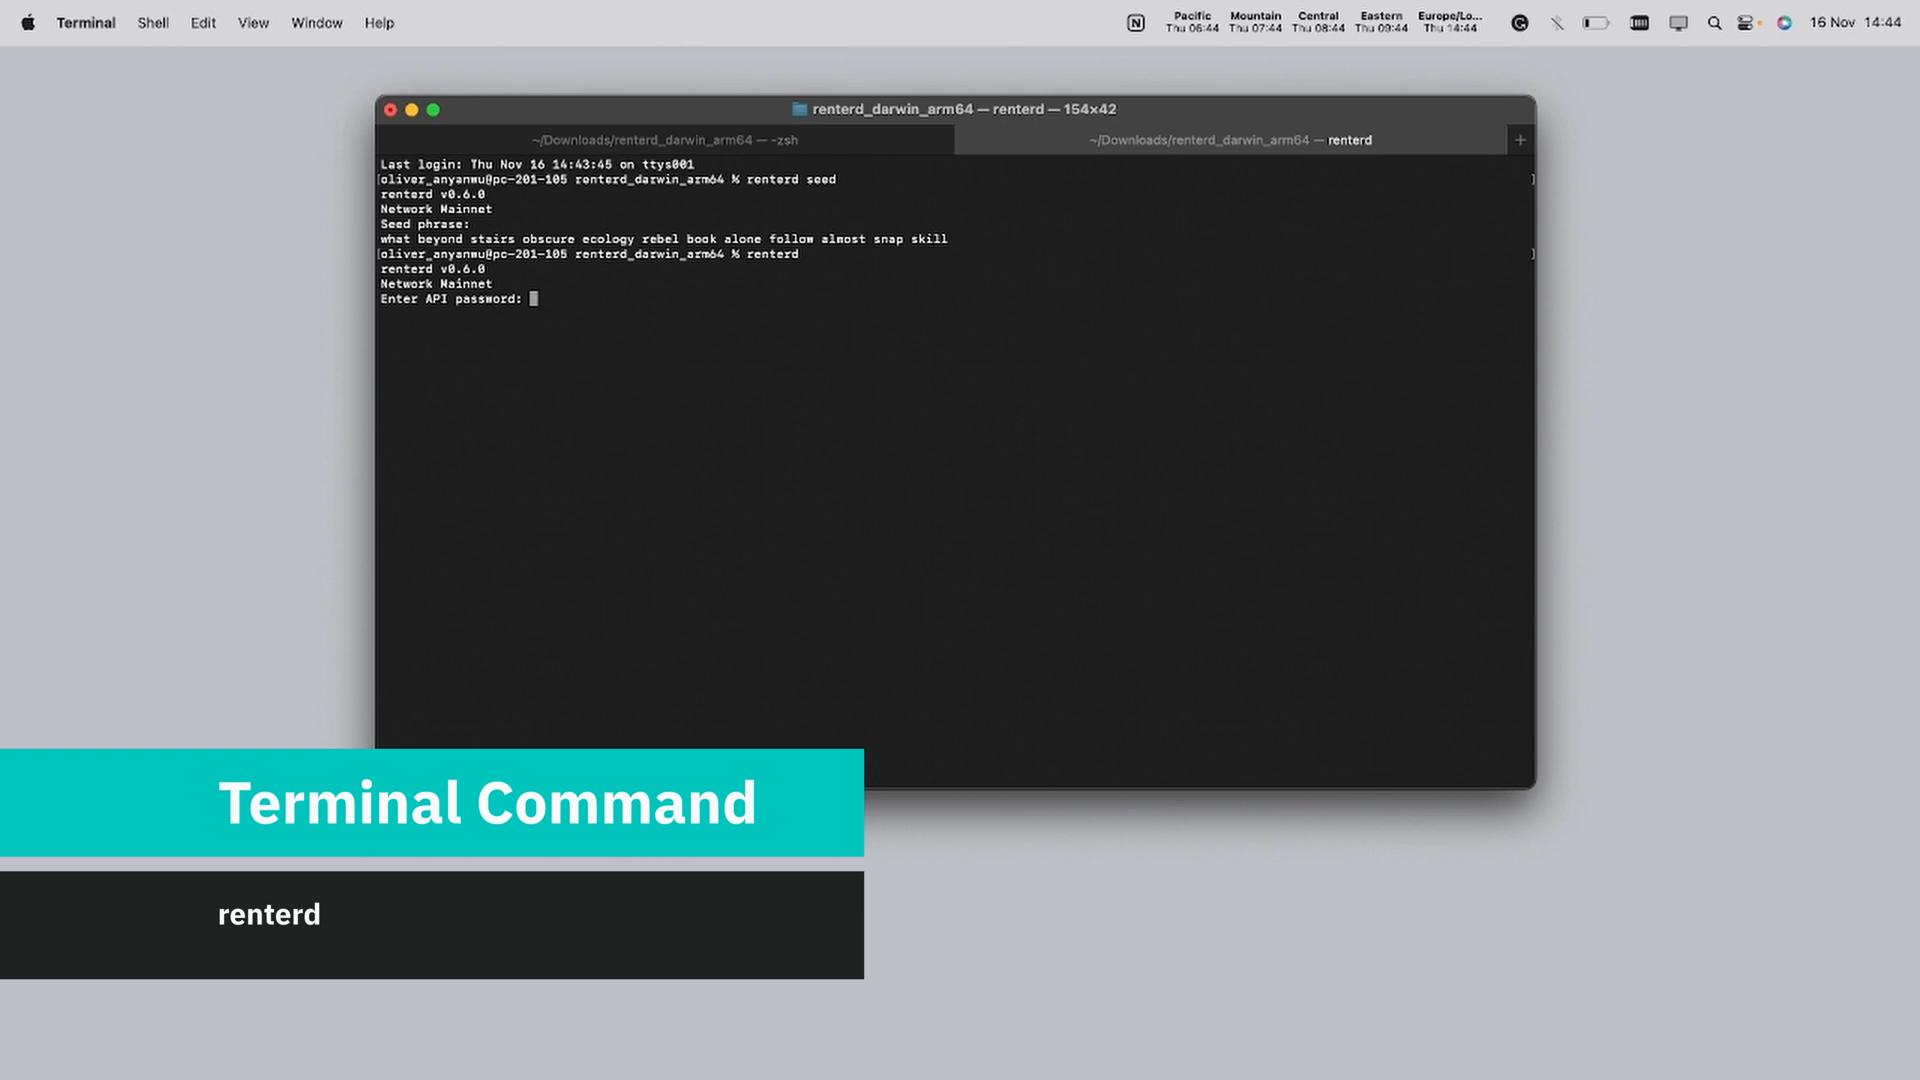 Terminal Shell Edit View Window Help
Pacific Mountain Central Eastern Europe/Lo...
Thu 06:44 Thu 07:44 Thu 08:44 Thu 09:44 Thu 14:44
16 Nov 14:44
renterd_darwin_arm64 — renterd — 154×42
~/Downloads/renterd_darwin_arm64 — -zsh
~/Downloads/renterd_darwin_arm64 — renterd
Last login: Thu Nov 16 14:43:45 on ttys001
[oliver_anyanwu@pc-201-105 renterd_darwin_arm64 % renterd seed ]
renterd v0.6.0
Network Mainnet
Seed phrase:
what beyond stairs obscure ecology rebel book alone follow almost snap skill
[oliver_anyanwu@pc-201-105 renterd_darwin_arm64 % renterd ]
renterd v0.6.0
Network Mainnet
Enter API password:
Terminal Command
renterd